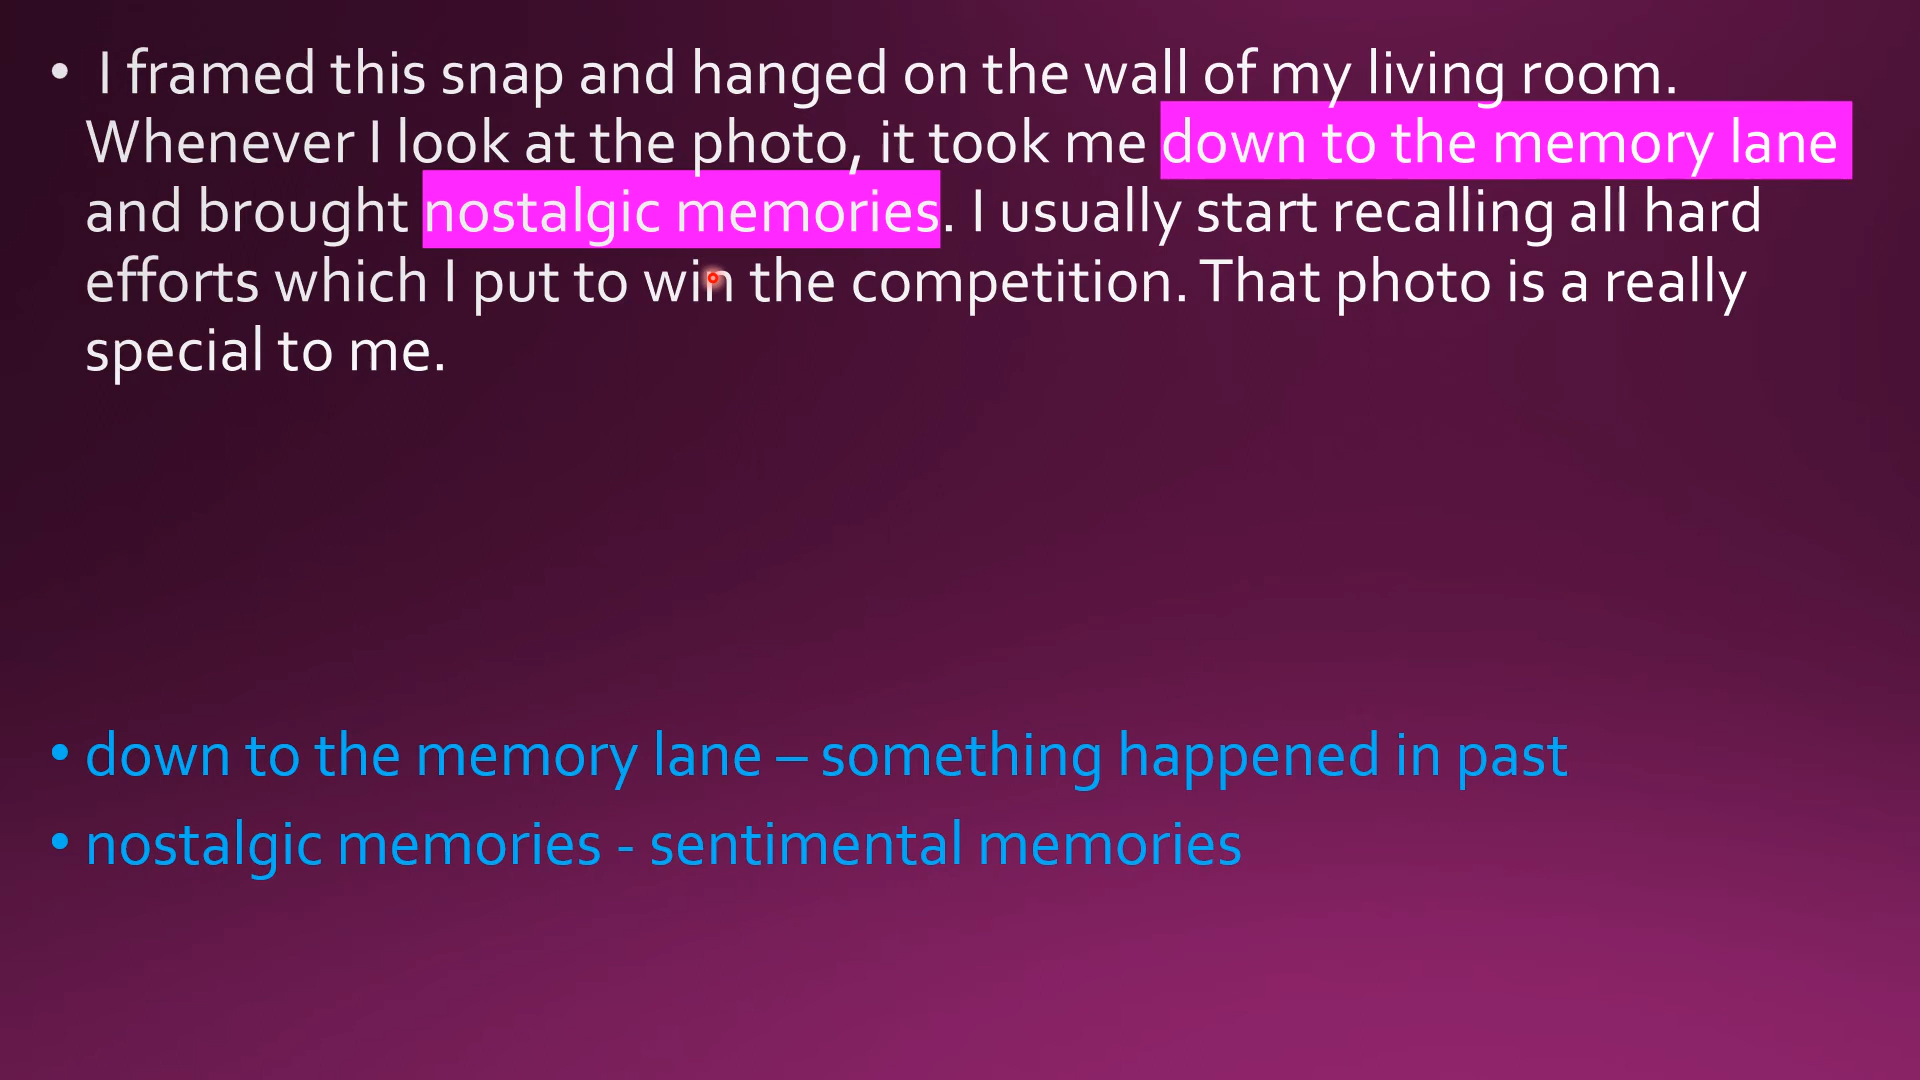 • I framed this snap and hanged on the wall of my living room.
Whenever I look at the photo, it took me down to the memory lane
and brought nostalgic memories. I usually start recalling all hard
efforts which I put to win the competition. That photo is a really
special to me.
• down to the memory lane – something happened in past
• nostalgic memories - sentimental memories